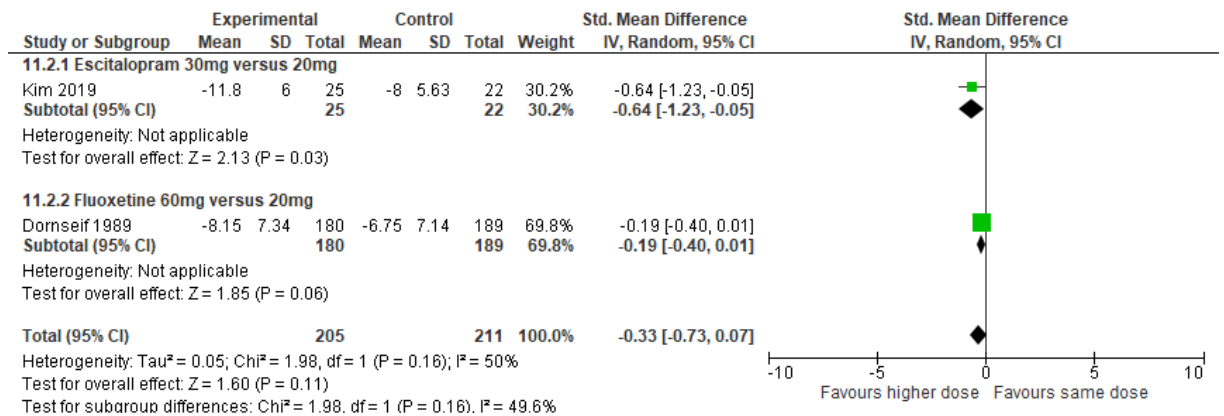 Experimental Control Std. Mean Difference Std. Mean Difference
Study or Subgroup Mean SD Total Mean SD Total Weight IV, Random, 95% CI IV, Random, 95% CI
11.2.1 Escitalopram 30mg versus 20mg
Kim 2019 -11.8 6 25 -8 5.63 22 30.2% -0.64 [-1.23, -0.05]
Subtotal (95% CI) 25 22 30.2% -0.64 [-1.23, -0.05]
Heterogeneity: Not applicable
Test for overall effect: Z = 2.13 (P = 0.03)
11.2.2 Fluoxetine 60mg versus 20mg
Dornseif 1989 -8.15 7.34 180 -6.75 7.14 189 69.8% -0.19 [-0.40, 0.01]
Subtotal (95% CI) 180 189 69.8% -0.19 [-0.40, 0.01]
Heterogeneity: Not applicable
Test for overall effect: Z = 1.85 (P = 0.06)
Total (95% CI) 205 211 100.0% -0.33 [-0.73, 0.07]
Heterogeneity: Tau² = 0.05; Chi² = 1.98, df = 1 (P = 0.16); I² = 50%
Test for overall effect: Z = 1.60 (P = 0.11)
Test for subgroup differences: Chi² = 1.98, df = 1 (P = 0.16), I² = 49.6%
-10 -5 0 5 10
Favours higher dose Favours same dose